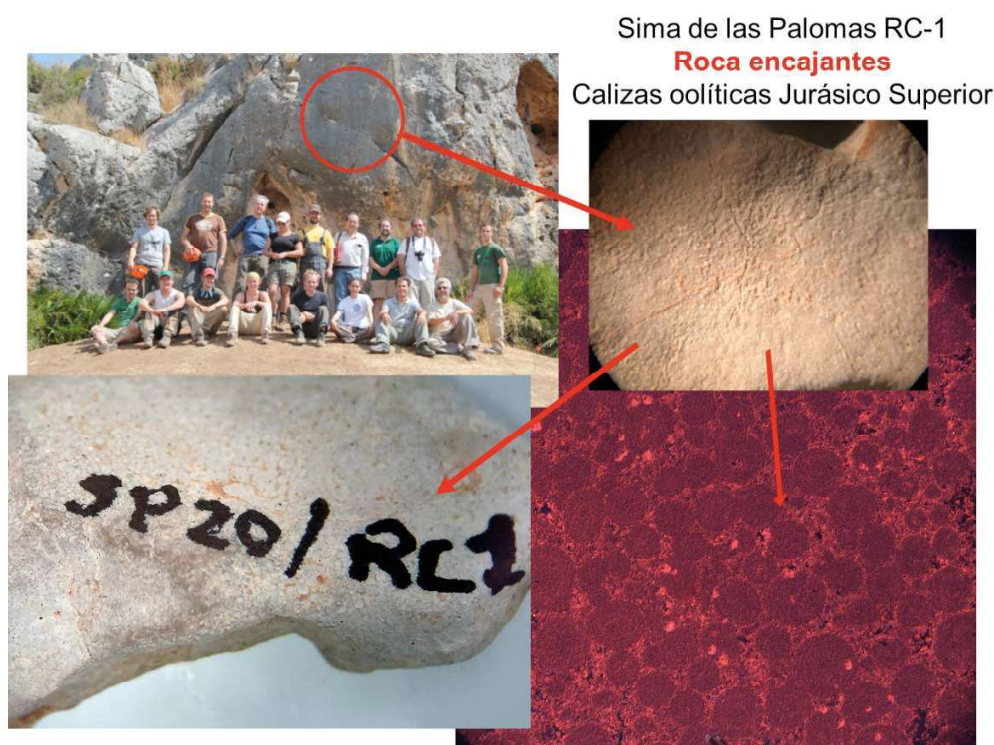 Sima de las Palomas RC-1
Roca encajantes
Calizas oolíticas Jurásico Superior
SP20/RC1